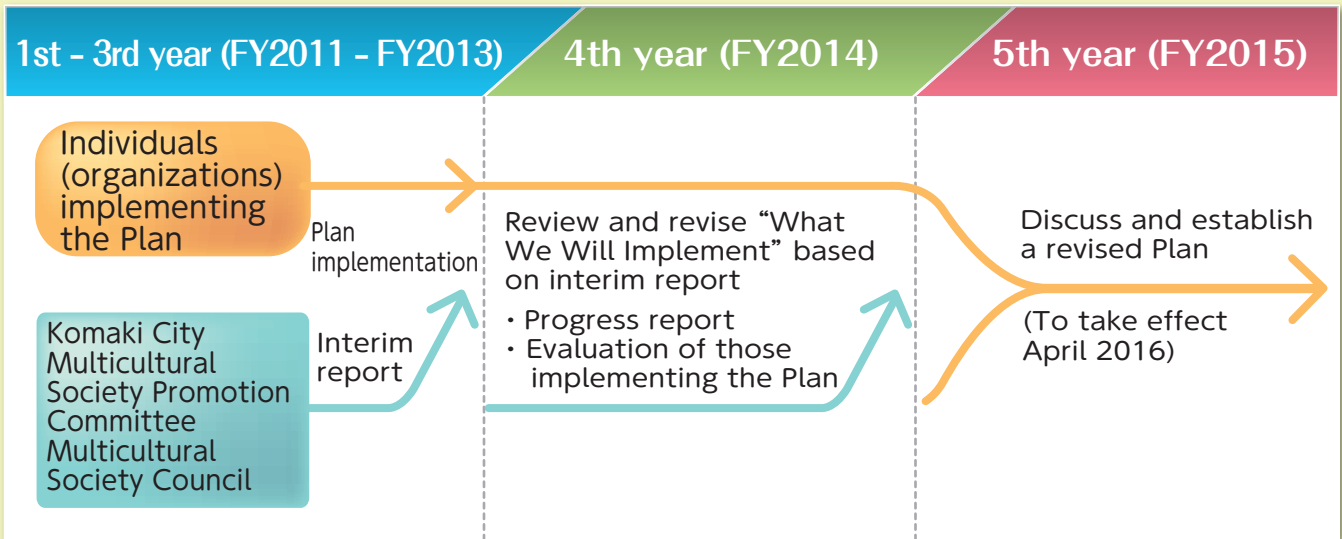 1st - 3rd year (FY2011 - FY2013)
4th year (FY2014)
5th year (FY2015)
Individuals
(organizations)
implementing
the Plan
Plan
implementation
Komaki City
Multicultural
Society Promotion
Committee
Multicultural
Society Council
Interim
report
Review and revise “What
We Will Implement” based
on interim report
・Progress report
・Evaluation of those
implementing the Plan
Discuss and establish
a revised Plan
(To take effect
April 2016)